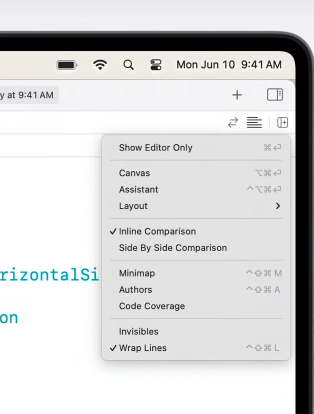 Mon Jun 10 9:41 AM
y at 9:41 AM
Show Editor Only ⌘↩
Canvas ⌥⌘↩
Assistant ⌃⌥⌘↩
Layout
✓ Inline Comparison
Side By Side Comparison
rizontalSi
Minimap ⌃⇧⌘ M
Authors ⌃⇧⌘ A
Code Coverage
on
Invisibles
✓ Wrap Lines ⌃⇧⌘ L